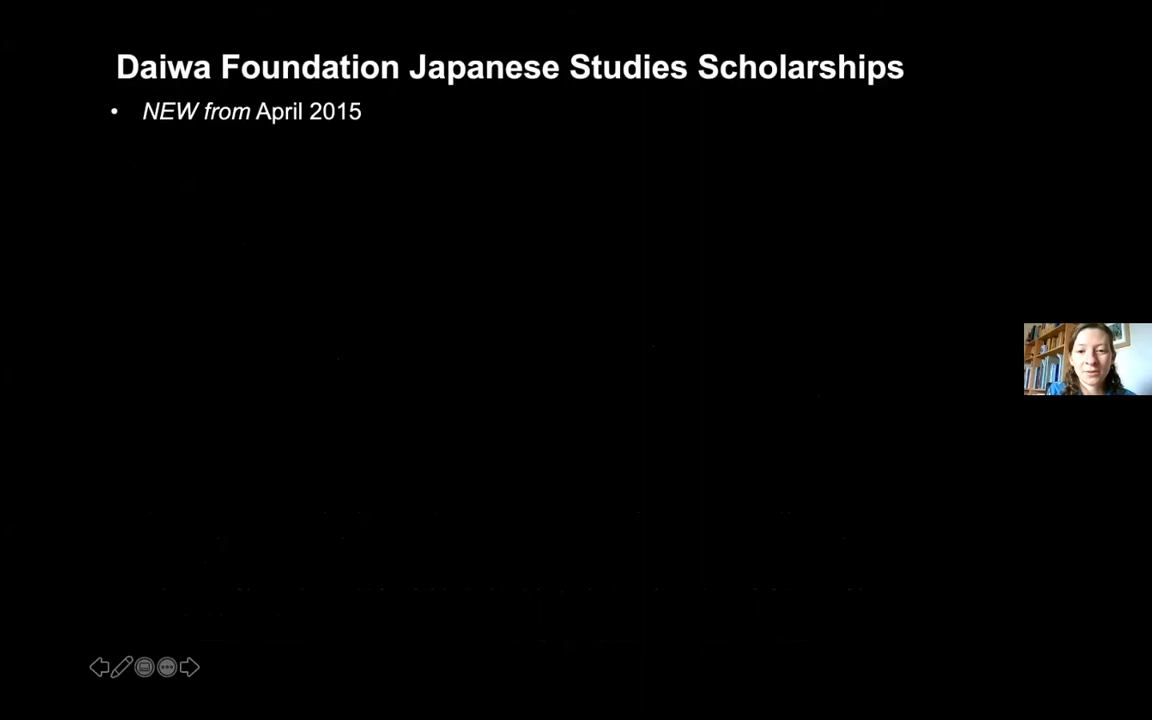 Daiwa Foundation Japanese Studies Scholarships
• NEW from April 2015